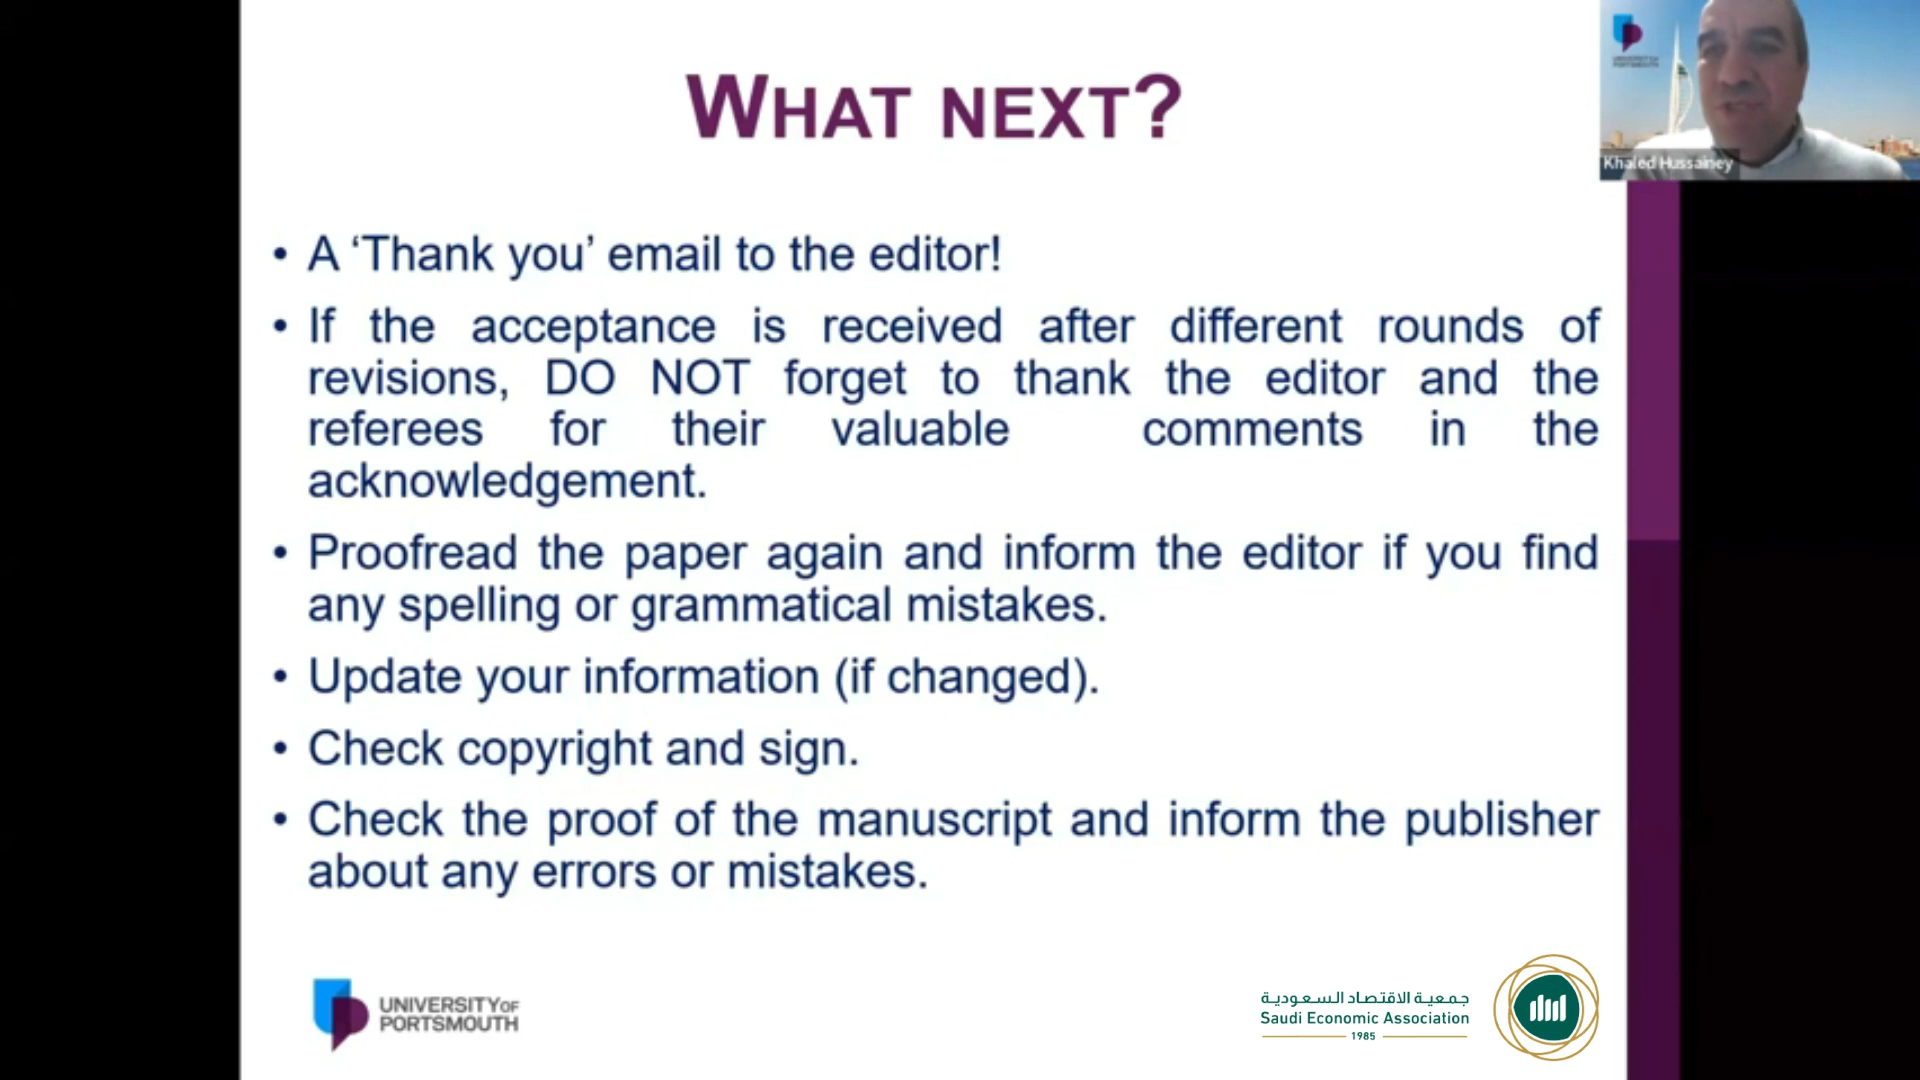 WHAT NEXT?
UNIVERSITY OF
PORTSMOUTH
Khaled Hussainey
• A ‘Thank you’ email to the editor!
• If the acceptance is received after different rounds of
revisions, DO NOT forget to thank the editor and the
referees for their valuable comments in the
acknowledgement.
• Proofread the paper again and inform the editor if you find
any spelling or grammatical mistakes.
• Update your information (if changed).
• Check copyright and sign.
• Check the proof of the manuscript and inform the publisher
about any errors or mistakes.
UNIVERSITY OF
PORTSMOUTH
جمعية الاقتصاد السعودية
Saudi Economic Association
1985